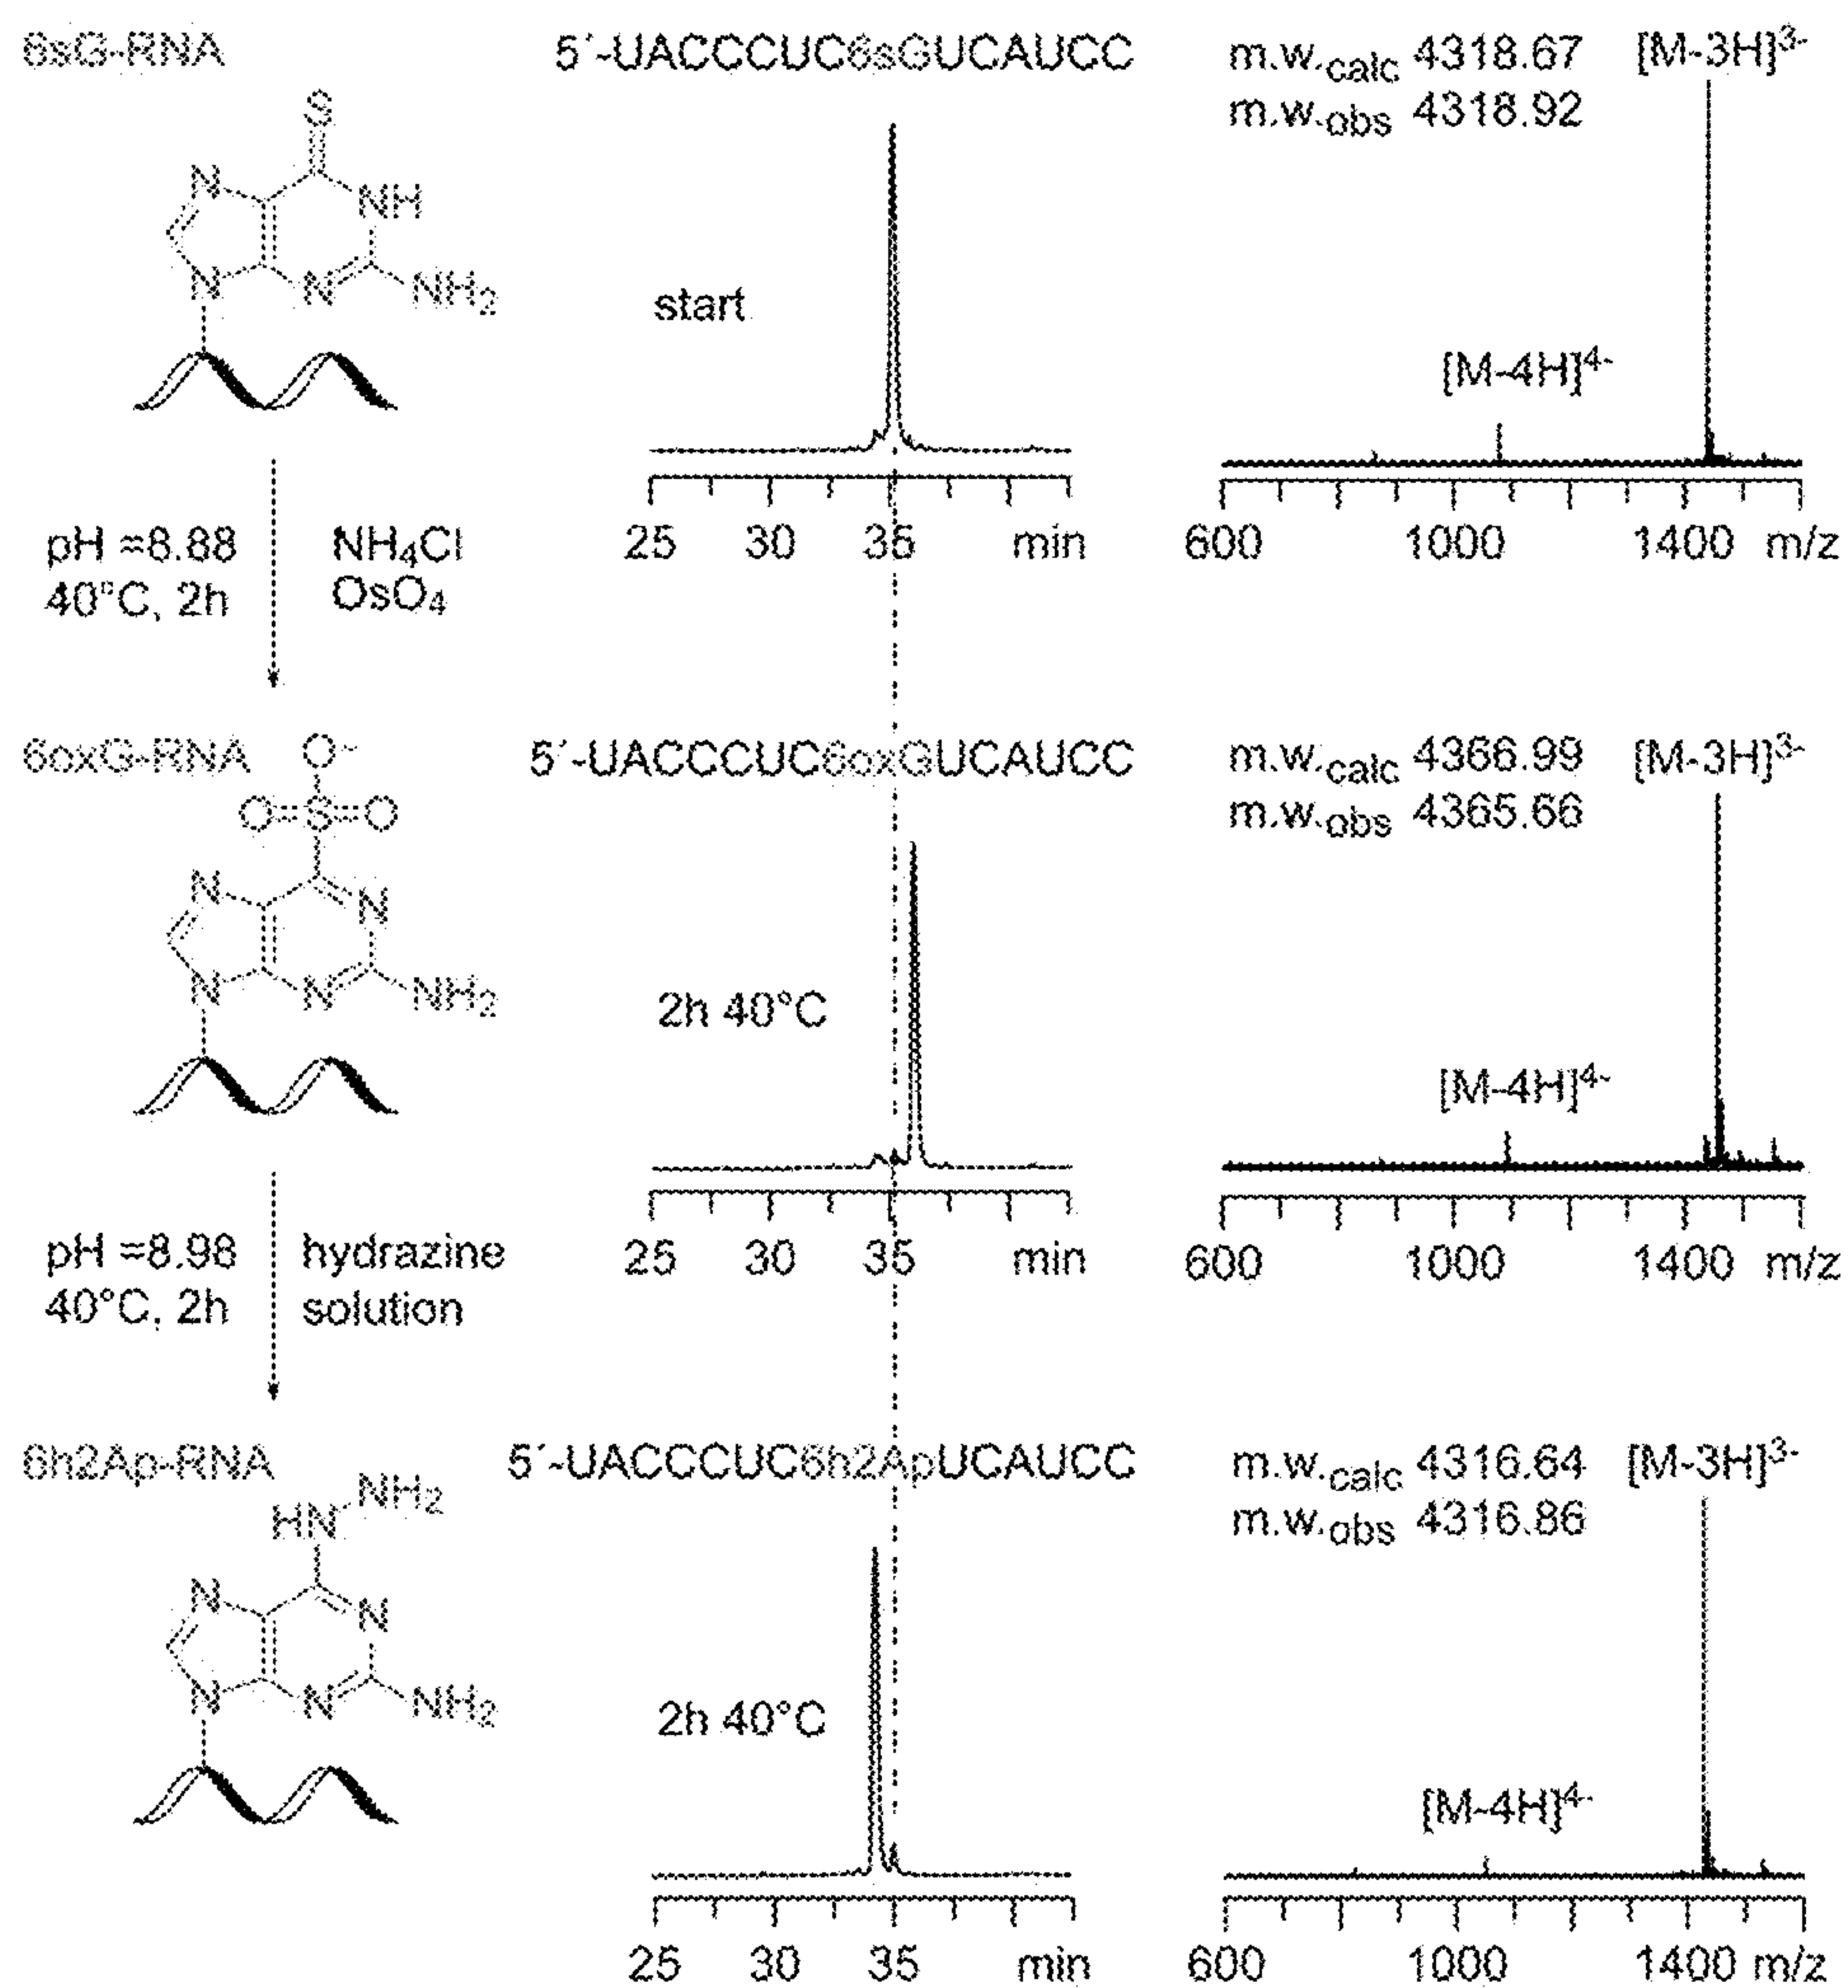 6sG-RNA
5´-UACCCUC6sGUCAUCC
m.w.calc 4318.67
[M-3H]3-
m.w.obs 4318.92
S
N
NH
N
N
NH2
start
[M-4H]4-
25 30 35 min
600 1000 1400 m/z
pH =8.88
40°C, 2h
NH4Cl
OsO4
6oxG-RNA
5´-UACCCUC6oxGUCAUCC
m.w.calc 4366.99
[M-3H]3-
m.w.obs 4365.66
O-
O=S=O
N
N
N
N
NH2
2h 40°C
[M-4H]4-
25 30 35 min
600 1000 1400 m/z
pH =8.98
40°C, 2h
hydrazine
solution
6h2Ap-RNA
5´-UACCCUC6h2ApUCAUCC
m.w.calc 4316.64
[M-3H]3-
m.w.obs 4316.86
HN
NH2
N
N
N
N
NH2
2h 40°C
[M-4H]4-
25 30 35 min
600 1000 1400 m/z